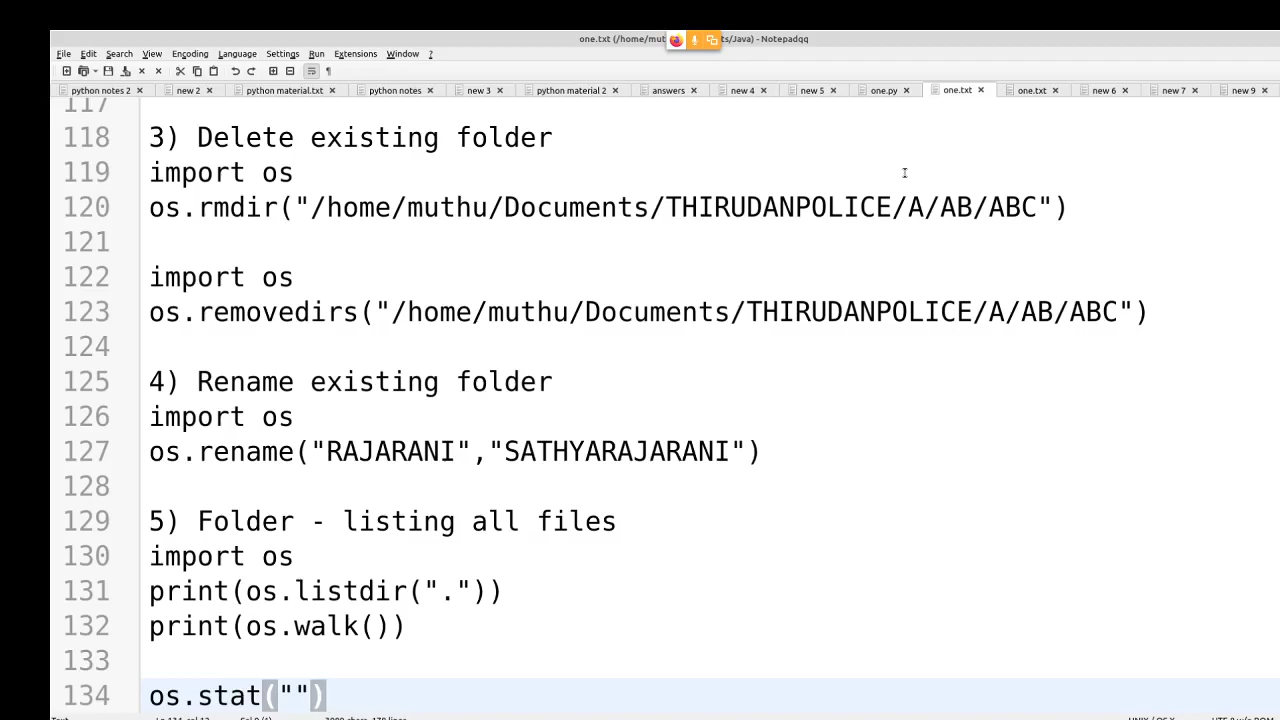 one.txt (/home/mut ts/Java) - Notepadqq
File Edit Search View Encoding Language Settings Run Extensions Window ?
python notes 2 new 2 python material.txt python notes new 3 python material 2 answers new 4 new 5 one.py one.txt one.txt new 6 new 7 new 9
117
118 3) Delete existing folder
119 import os
120 os.rmdir("/home/muthu/Documents/THIRUDANPOLICE/A/AB/ABC")
121
122 import os
123 os.removedirs("/home/muthu/Documents/THIRUDANPOLICE/A/AB/ABC")
124
125 4) Rename existing folder
126 import os
127 os.rename("RAJARANI","SATHYARAJARANI")
128
129 5) Folder - listing all files
130 import os
131 print(os.listdir("."))
132 print(os.walk())
133
134 os.stat("")